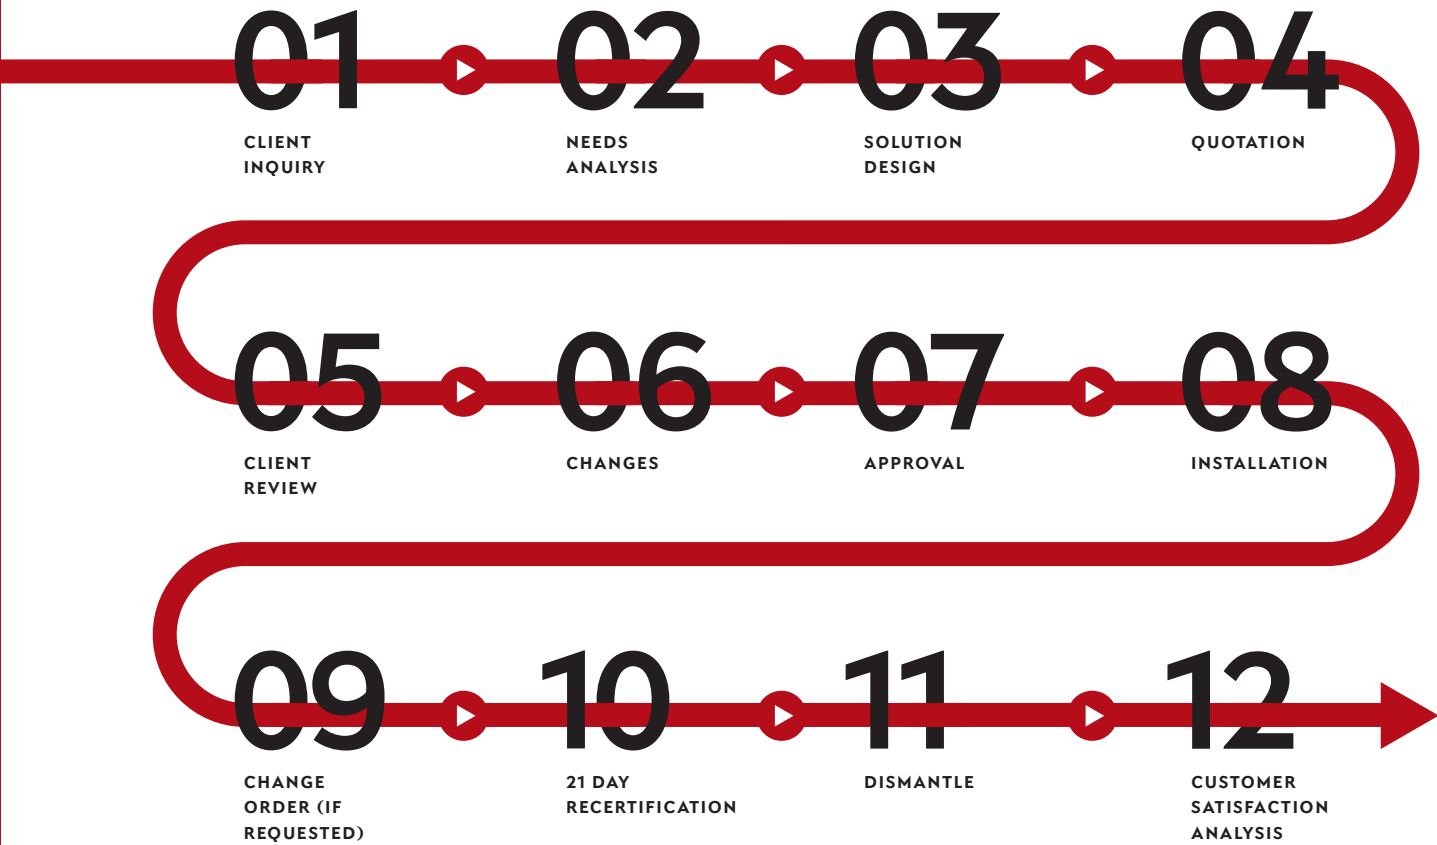 01
02
03
04
CLIENT
INQUIRY
NEEDS
ANALYSIS
SOLUTION
DESIGN
QUOTATION
05
06
07
08
CLIENT
REVIEW
CHANGES
APPROVAL
INSTALLATION
09
10
11
12
CHANGE
ORDER (IF
REQUESTED)
21 DAY
RECERTIFICATION
DISMANTLE
CUSTOMER
SATISFACTION
ANALYSIS